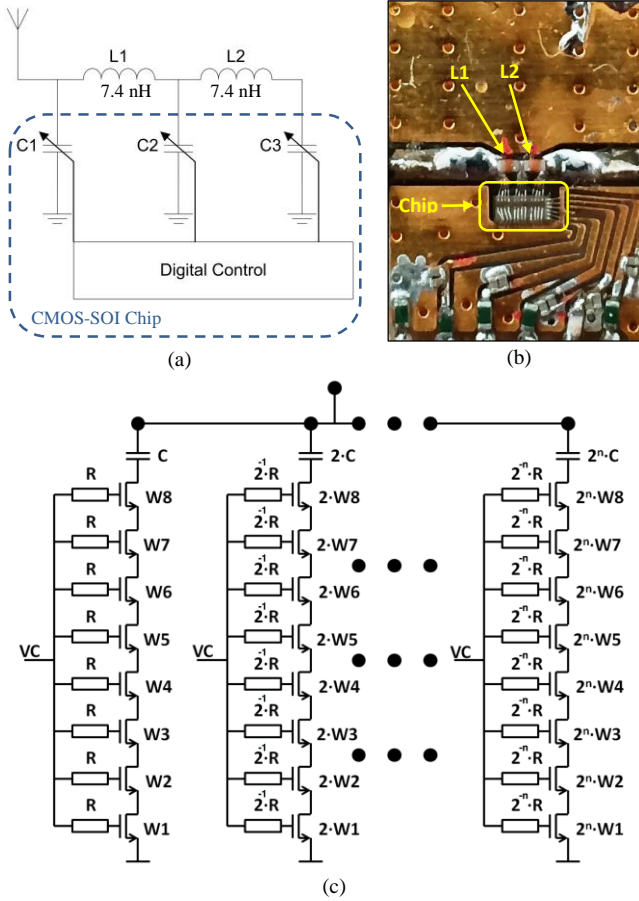 L1
L2
7.4 nH
7.4 nH
C1
C2
C3
Digital Control
CMOS-SOI Chip
(a)
L1
L2
Chip
(b)
C
2·C
2ⁿ·C
R
W8
2⁻¹·R
2·W8
2⁻ⁿ·R
2ⁿ·W8
R
W7
2⁻¹·R
2·W7
2⁻ⁿ·R
2ⁿ·W7
R
W6
2⁻¹·R
2·W6
2⁻ⁿ·R
2ⁿ·W6
R
W5
2⁻¹·R
2·W5
2⁻ⁿ·R
2ⁿ·W5
VC
VC
VC
R
W4
2⁻¹·R
2·W4
2⁻ⁿ·R
2ⁿ·W4
R
W3
2⁻¹·R
2·W3
2⁻ⁿ·R
2ⁿ·W3
R
W2
2⁻¹·R
2·W2
2⁻ⁿ·R
2ⁿ·W2
R
W1
2⁻¹·R
2·W1
2⁻ⁿ·R
2ⁿ·W1
(c)